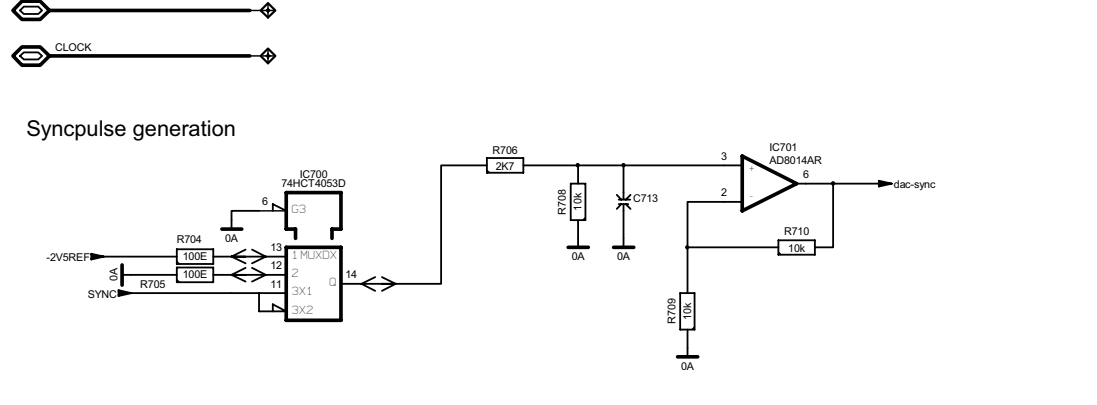 CLOCK
Syncpulse generation
IC700
74HCT4053D
6
G3
0A
R704
-2V5REF
100E
13
1 MUXDX
0A
R705
100E
12
2
SYNC
11
3X1
3X2
Q
14
R706
2K7
R708
10k
C713
0A
0A
IC701
AD8014AR
3
+
2
-
6
dac-sync
R710
10k
R709
10k
0A